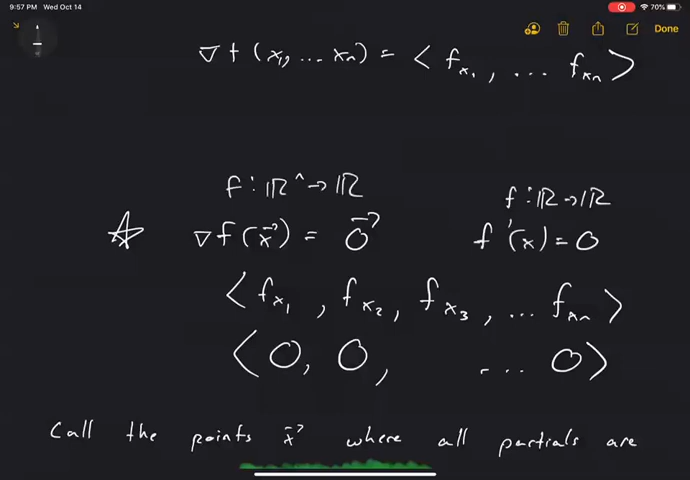 9:57 PM Wed Oct 14
70%
Done
∇f(x₁, ... xₙ) = <fₓ₁, ... fₓₙ>
f: ℝⁿ → ℝ f: ℝ → ℝ
☆ ∇f(x⃗) = 0⃗ f'(x) = 0
<fₓ₁, fₓ₂, fₓ₃, ... fₓₙ>
<0, 0, ... 0>
Call the points x⃗ where all partials are